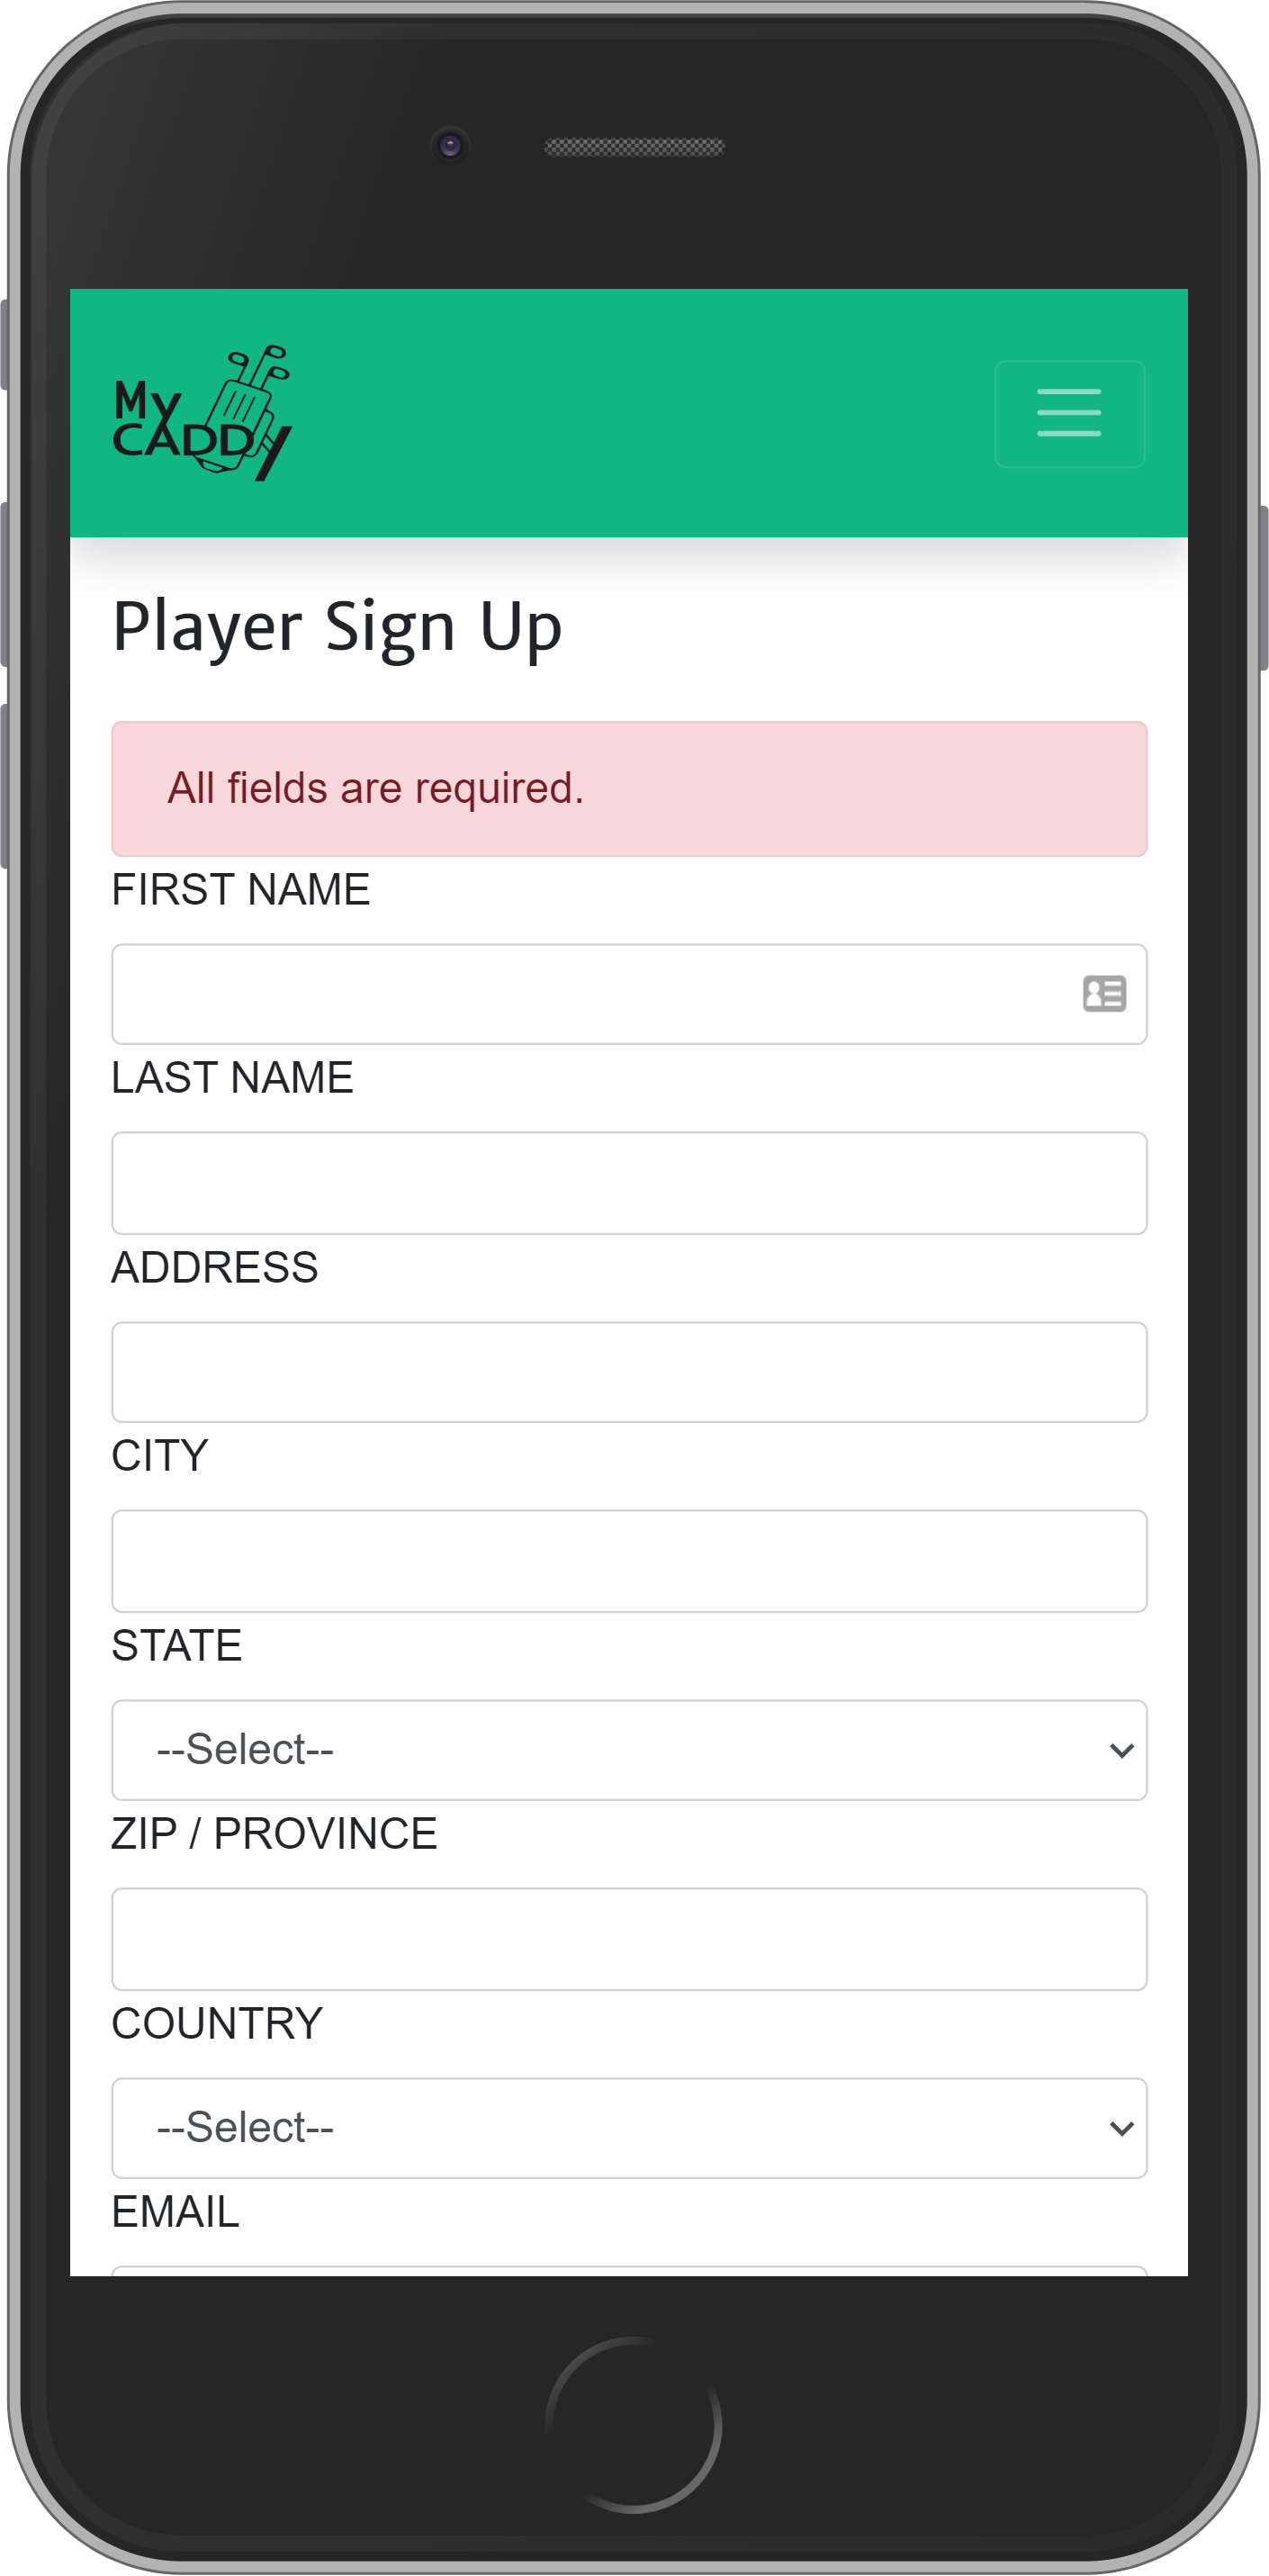 My
CADDY
Player Sign Up
All fields are required.
FIRST NAME
LAST NAME
ADDRESS
CITY
STATE
--Select--
ZIP / PROVINCE
COUNTRY
--Select--
EMAIL